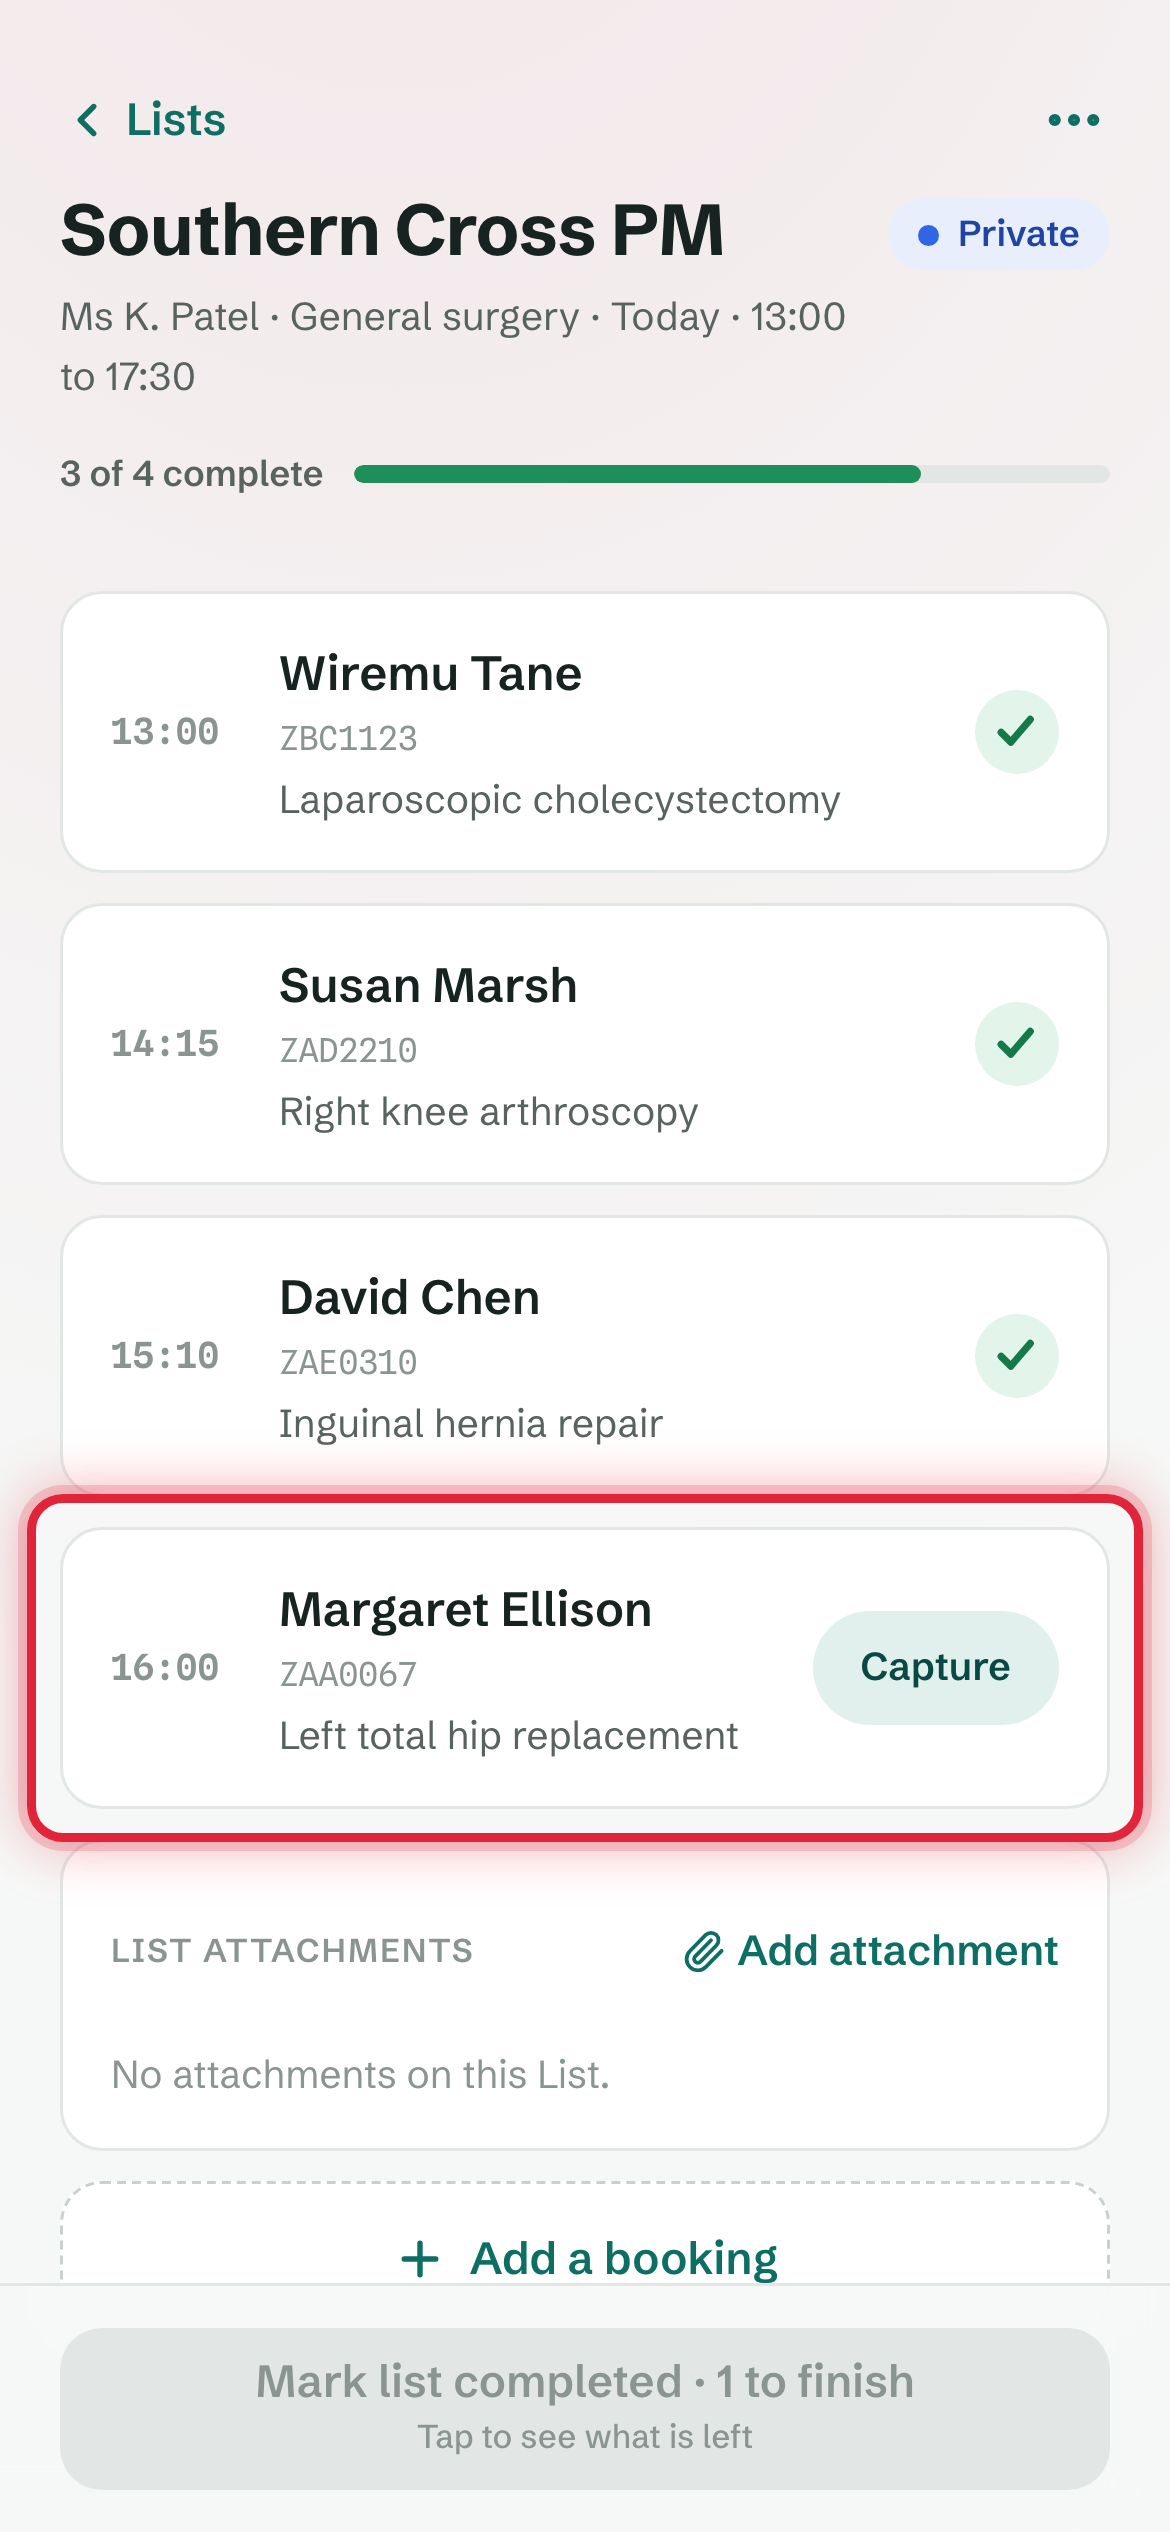 Lists
Southern Cross PM
Private
Ms K. Patel · General surgery · Today · 13:00
to 17:30
3 of 4 complete
Wiremu Tane
13:00
ZBC1123
Laparoscopic cholecystectomy
Susan Marsh
14:15
ZAD2210
Right knee arthroscopy
David Chen
15:10
ZAE0310
Inguinal hernia repair
Margaret Ellison
16:00
ZAA0067
Capture
Left total hip replacement
LIST ATTACHMENTS
Add attachment
No attachments on this List.
+ Add a booking
Mark list completed · 1 to finish
Tap to see what is left